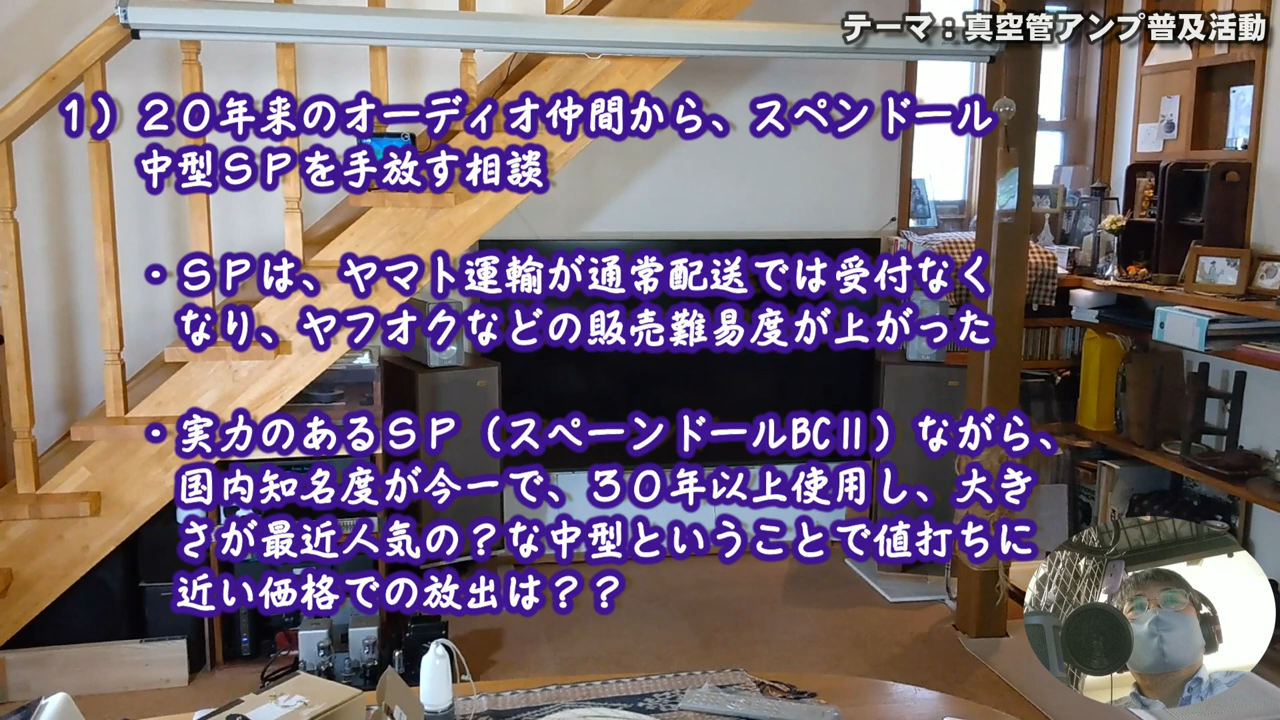 テーマ：真空管アンプ普及活動
１）２０年来のオーディオ仲間から、スペンドール
中型ＳＰを手放す相談
・ＳＰは、ヤマト運輸が通常配送では受付なく
なり、ヤフオクなどの販売難易度が上がった
・実力のあるＳＰ（スペーンドールBCⅡ）ながら、
国内知名度が今一で、３０年以上使用し、大き
さが最近人気の？な中型ということで値打ちに
近い価格での放出は？？